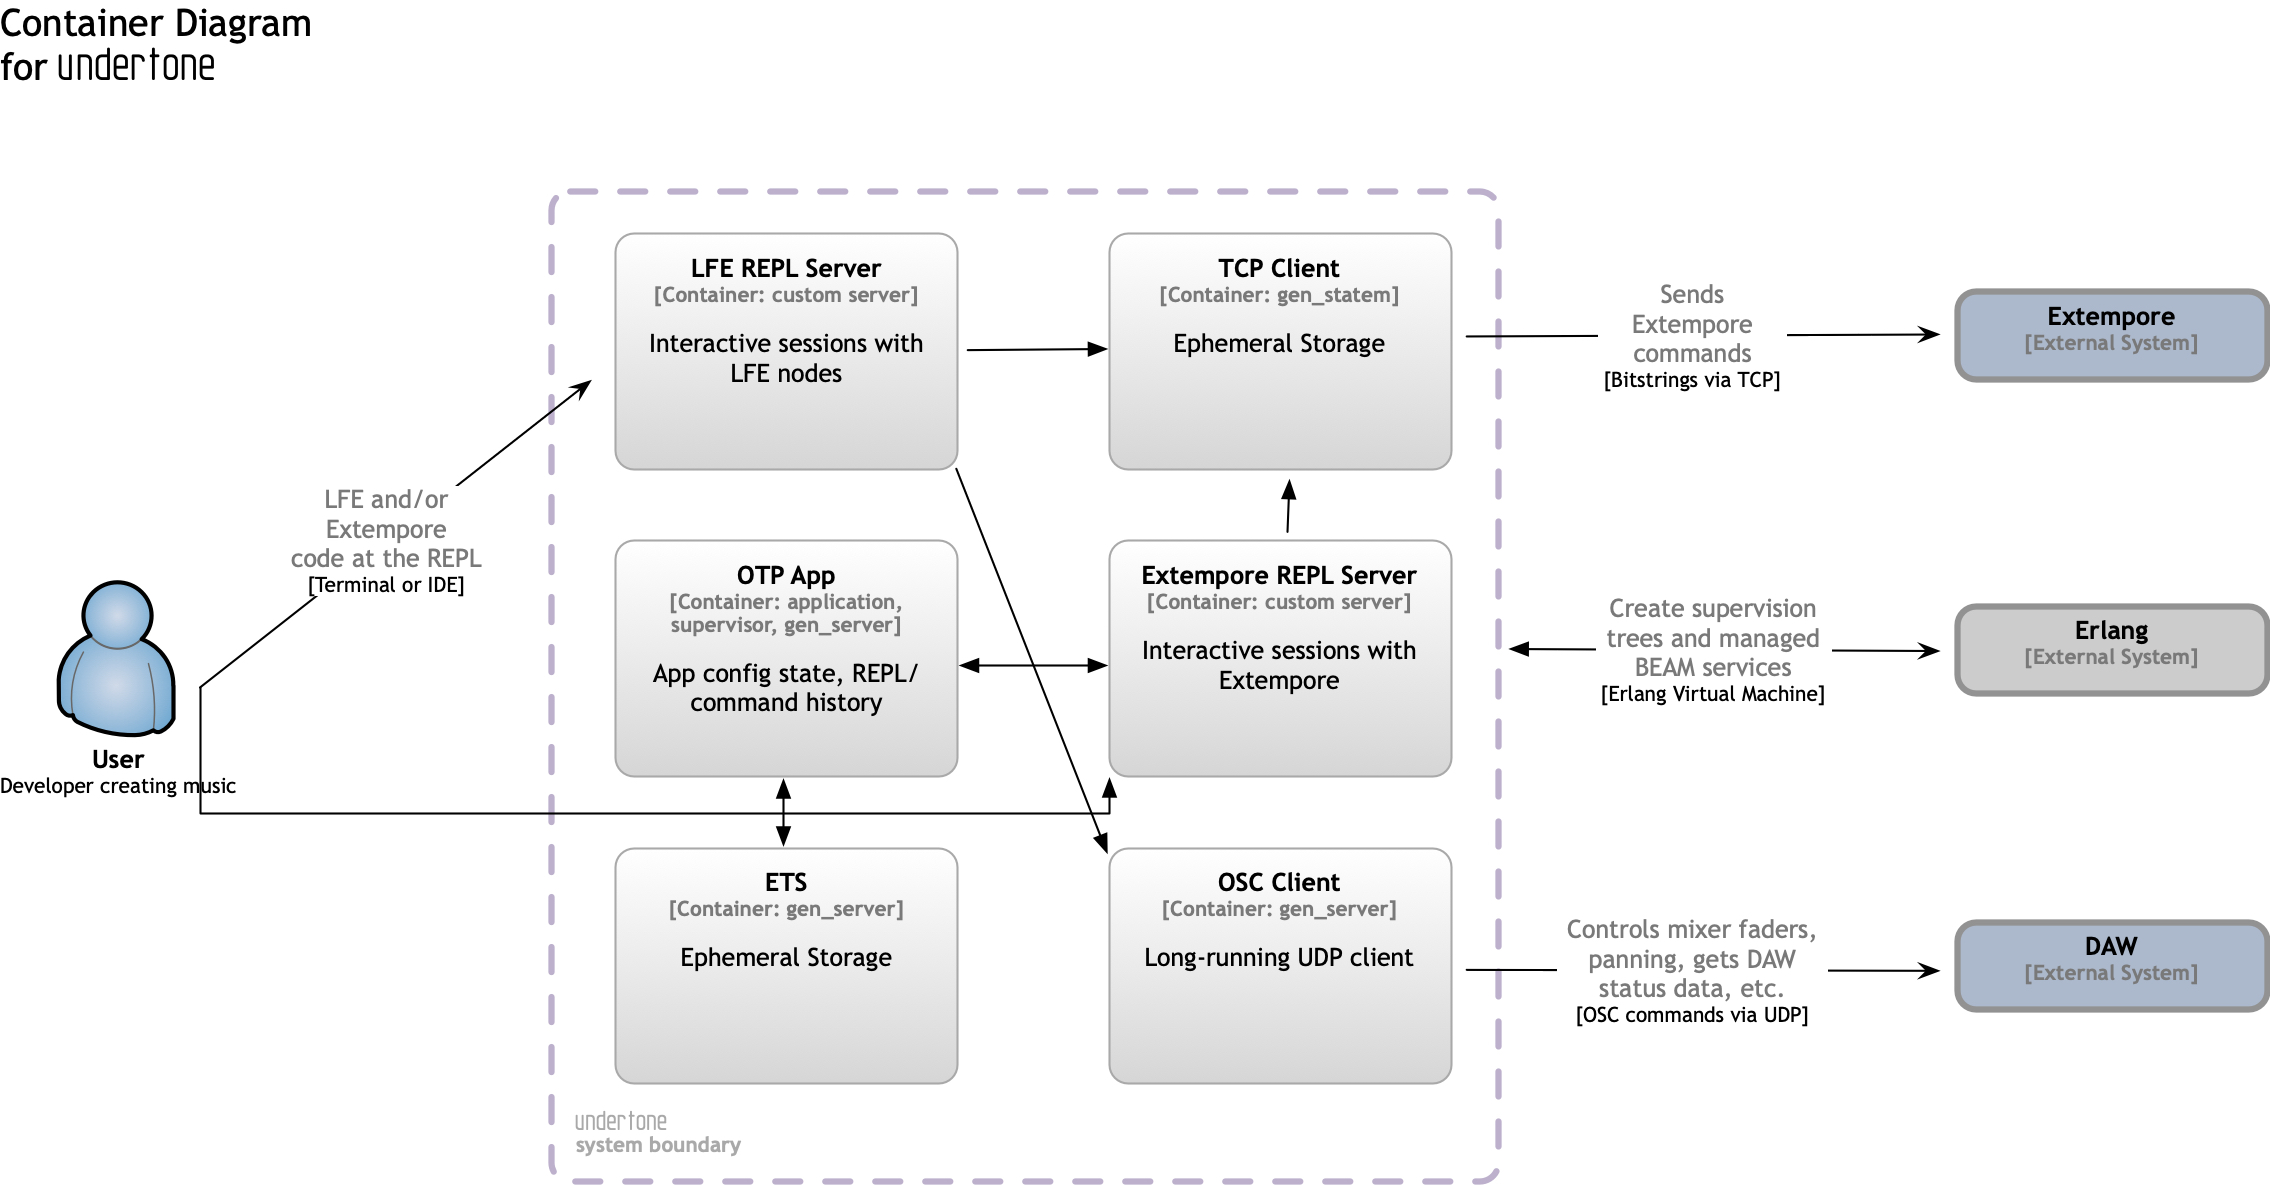 Container Diagram
for undertone
LFE REPL Server
[Container: custom server]
Interactive sessions with
LFE nodes
TCP Client
[Container: gen_statem]
Ephemeral Storage
Sends
Extempore
commands
[Bitstrings via TCP]
Extempore
[External System]
LFE and/or
Extempore
code at the REPL
[Terminal or IDE]
User
Developer creating music
OTP App
[Container: application,
supervisor, gen_server]
App config state, REPL/
command history
Extempore REPL Server
[Container: custom server]
Interactive sessions with
Extempore
Create supervision
trees and managed
BEAM services
[Erlang Virtual Machine]
Erlang
[External System]
ETS
[Container: gen_server]
Ephemeral Storage
OSC Client
[Container: gen_server]
Long-running UDP client
Controls mixer faders,
panning, gets DAW
status data, etc.
[OSC commands via UDP]
DAW
[External System]
undertone
system boundary